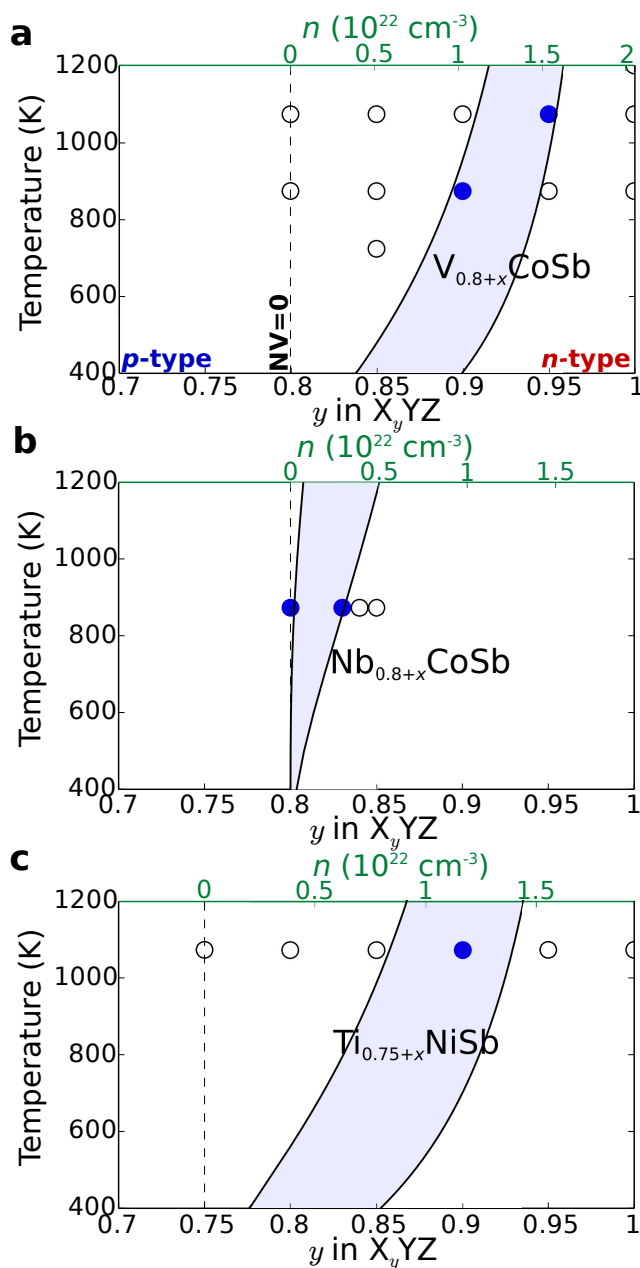 a
n (10²² cm⁻³)
0 0.5 1 1.5 2
1200
1000
800
600
400
Temperature (K)
V₀.₈₊ₓCoSb
NV=0
p-type
n-type
0.7 0.75 0.8 0.85 0.9 0.95 1
y in XᵧYZ
b
n (10²² cm⁻³)
0 0.5 1 1.5
1200
1000
800
600
400
Temperature (K)
Nb₀.₈₊ₓCoSb
0.7 0.75 0.8 0.85 0.9 0.95 1
y in XᵧYZ
c
n (10²² cm⁻³)
0 0.5 1 1.5
1200
1000
800
600
400
Temperature (K)
Ti₀.₇₅₊ₓNiSb
0.7 0.75 0.8 0.85 0.9 0.95 1
y in XᵧYZ